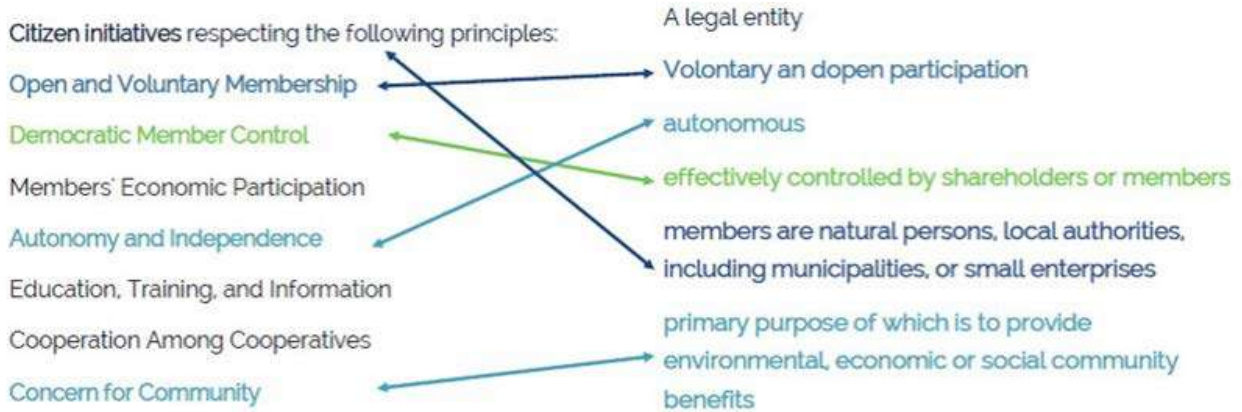 Citizen initiatives respecting the following principles:
Open and Voluntary Membership
Democratic Member Control
Members' Economic Participation
Autonomy and Independence
Education, Training, and Information
Cooperation Among Cooperatives
Concern for Community
A legal entity
Volontary an dopen participation
autonomous
effectively controlled by shareholders or members
members are natural persons, local authorities,
including municipalities, or small enterprises
primary purpose of which is to provide
environmental, economic or social community
benefits